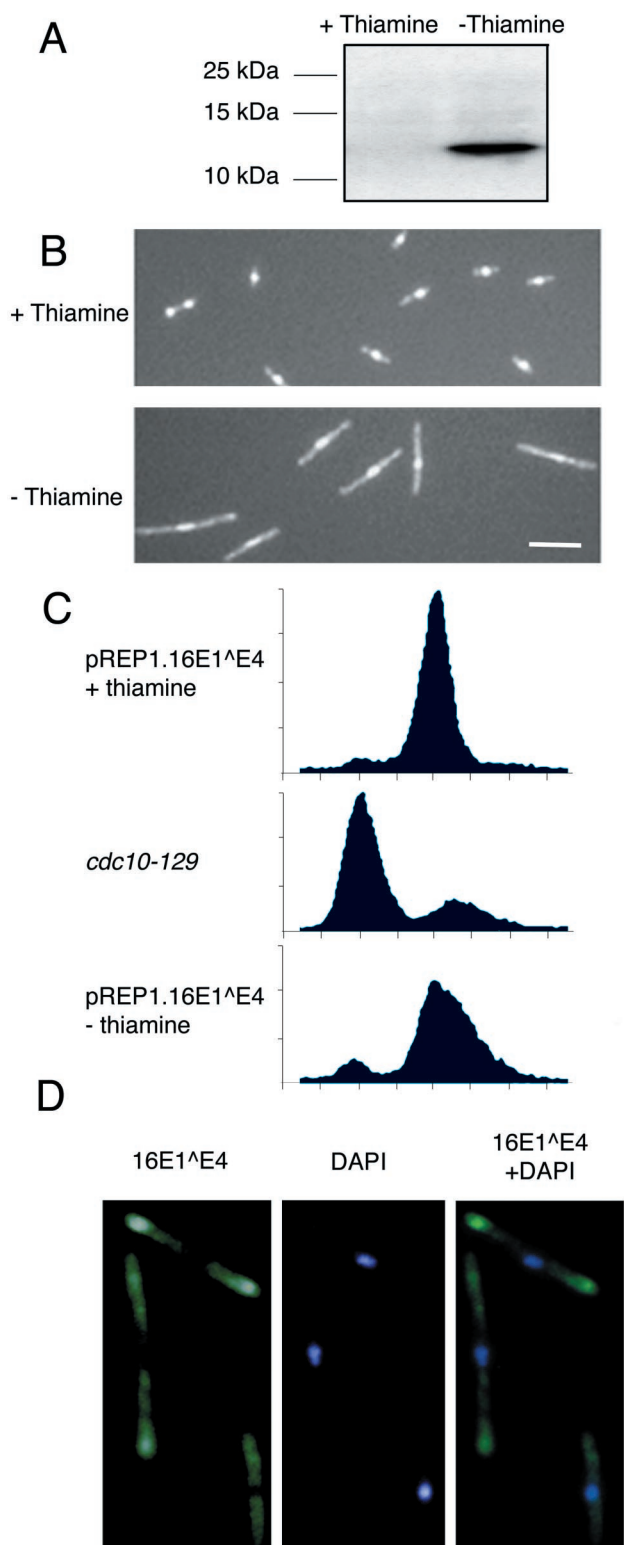 A
+ Thiamine -Thiamine
25 kDa
15 kDa
10 kDa
B
+ Thiamine
- Thiamine
C
pREP1.16E1^E4
+ thiamine
cdc10-129
pREP1.16E1^E4
- thiamine
D
16E1^E4
DAPI
16E1^E4
+DAPI